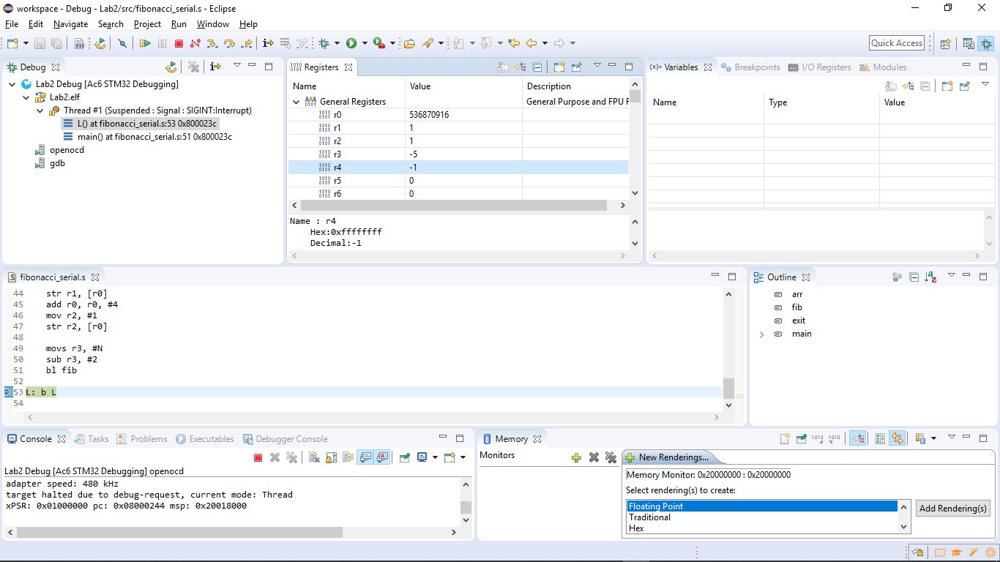 workspace - Debug - Lab2/src/fibonacci_serial.s - Eclipse
File Edit Navigate Search Project Run Window Help
Quick Access
Debug
Lab2 Debug [Ac6 STM32 Debugging]
Lab2.elf
Thread #1 (Suspended : Signal : SIGINT:Interrupt)
L() at fibonacci_serial.s:53 0x800023c
main() at fibonacci_serial.s:51 0x800023c
openocd
gdb
Registers
Name Value Description
General Registers General Purpose and FPU F
r0 536870916
r1 1
r2 1
r3 -5
r4 -1
r5 0
r6 0
Name : r4
Hex:0xffffffff
Decimal:-1
(x)= Variables Breakpoints I/O Registers Modules
Name Type Value
fibonacci_serial.s
44 str r1, [r0]
45 add r0, r0, #4
46 mov r2, #1
47 str r2, [r0]
48
49 movs r3, #N
50 sub r3, #2
51 bl fib
52
53 L: b L
54
Outline
arr
fib
exit
main
Console Tasks Problems Executables Debugger Console
Lab2 Debug [Ac6 STM32 Debugging] openocd
adapter speed: 480 kHz
target halted due to debug-request, current mode: Thread
xPSR: 0x01000000 pc: 0x08000244 msp: 0x20018000
Memory
Monitors
New Renderings...
Memory Monitor: 0x20000000 : 0x20000000
Select rendering(s) to create:
Floating Point
Traditional
Hex
Add Rendering(s)